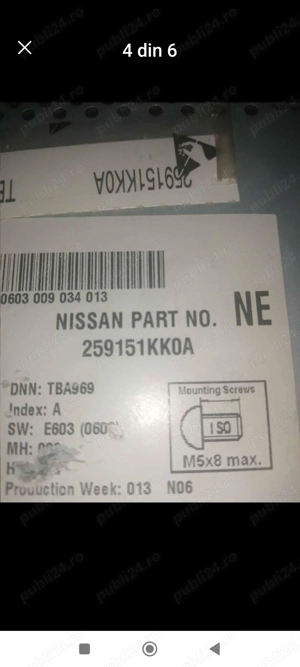 4 din 6
259151KK0A
0603 009 034 013
NISSAN PART NO. NE
259151KK0A
DNN: TBA969
Index: A
SW: E603
MH:
H
Production Week: 013 N06
Mounting Screws
ISO
M5x8 max.
publi24.ro